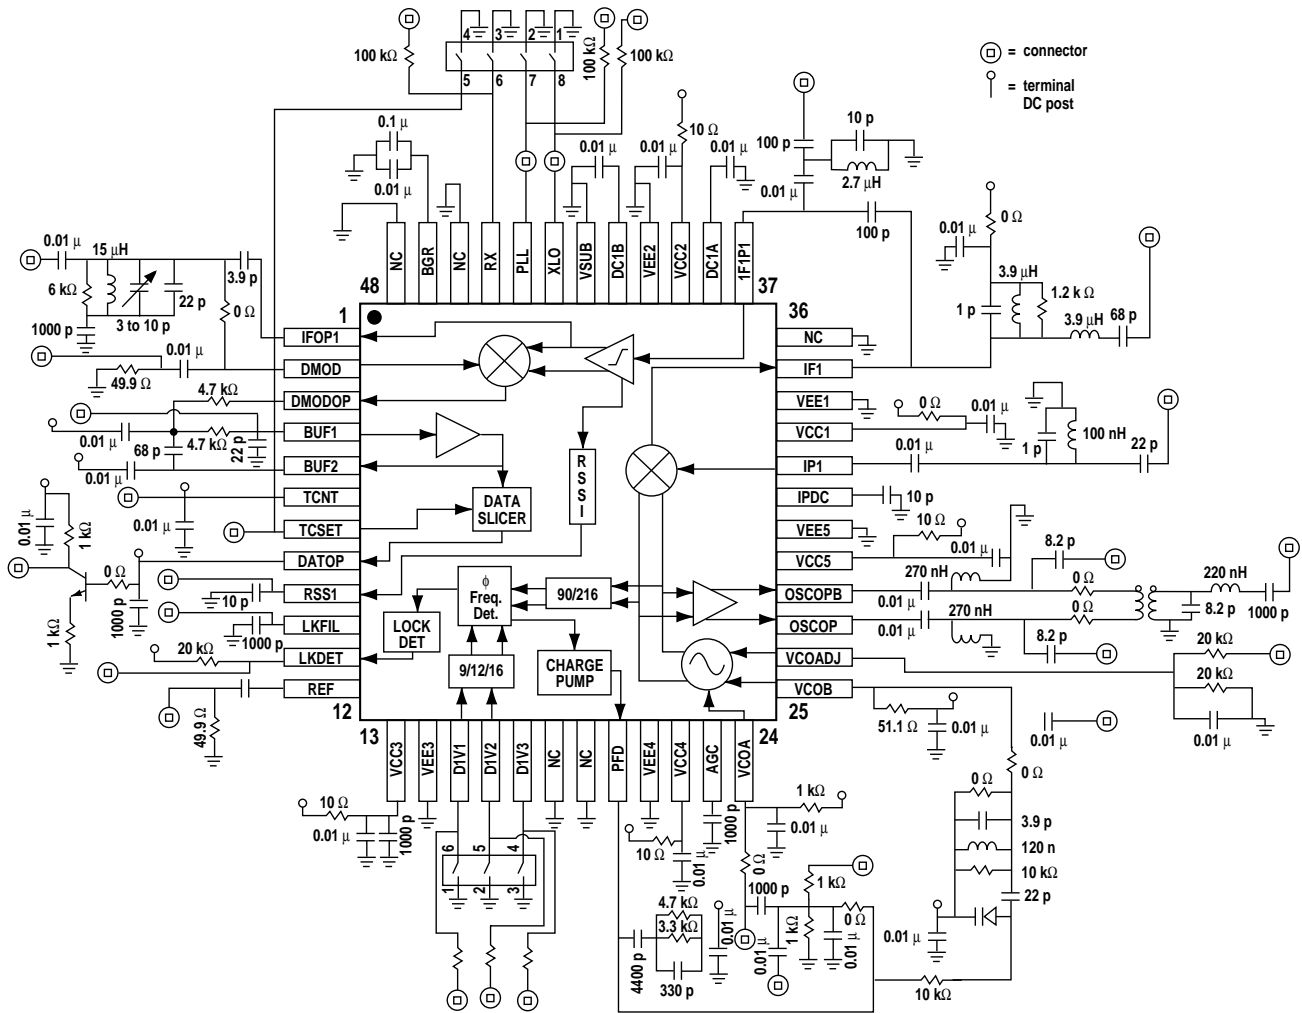 4 3 2 1
100 kΩ
100 kΩ
100 kΩ
5 6 7 8
= connector
= terminal
DC post
0.1 μ
0.01 μ
0.01 μ
0.01 μ
10 Ω
0.01 μ
100 p
10 p
2.7 μH
0.01 μ
100 p
0 Ω
0.01 μ
3.9 μH
1 p
1.2 k Ω
3.9 μH
68 p
NC
BGR
NC
RX
PLL
XLO
VSUB
DC1B
VEE2
VCC2
DC1A
1F1P1
48
37
1
36
0.01 μ
15 μH
3.9 p
6 kΩ
22 p
0 Ω
3 to 10 p
1000 p
0.01 μ
49.9 Ω
4.7 kΩ
0.01 μ
4.7 kΩ
68 p
22 p
0.01 μ
0.01 μ
0.01 μ
1 kΩ
0 Ω
1000 p
10 p
1 kΩ
1000 p
20 kΩ
49.9 Ω
IFOP1
DMOD
DMODOP
BUF1
BUF2
TCNT
TCSET
DATOP
RSS1
LKFIL
LKDET
REF
RSSI
DATA
SLICER
ϕ
Freq.
Det.
90/216
LOCK
DET
9/12/16
CHARGE
PUMP
NC
IF1
VEE1
VCC1
IP1
IPDC
VEE5
VCC5
OSCOPB
OSCOP
VCOADJ
VCOB
0 Ω
0.01 μ
1 p
100 nH
0.01 μ
22 p
10 p
10 Ω
0.01 μ
8.2 p
270 nH
0 Ω
220 nH
0.01 μ
270 nH
0 Ω
8.2 p
1000 p
0.01 μ
8.2 p
20 kΩ
20 kΩ
0.01 μ
51.1 Ω
0.01 μ
0.01 μ
0 Ω
0 Ω
3.9 p
120 n
10 kΩ
22 p
0.01 μ
10 kΩ
12
25
13
24
VCC3
VEE3
D1V1
D1V2
D1V3
NC
NC
PFD
VEE4
VCC4
AGC
VCOA
10 Ω
0.01 μ
1000 p
6 5 4
1 2 3
10 Ω
0.01 μ
1000 p
1 kΩ
0.01 μ
0 Ω
1000 p
1 kΩ
4.7 kΩ
3.3 kΩ
4400 p
330 p
0.01 μ
0.01 μ
1 kΩ
0 Ω
0.01 μ